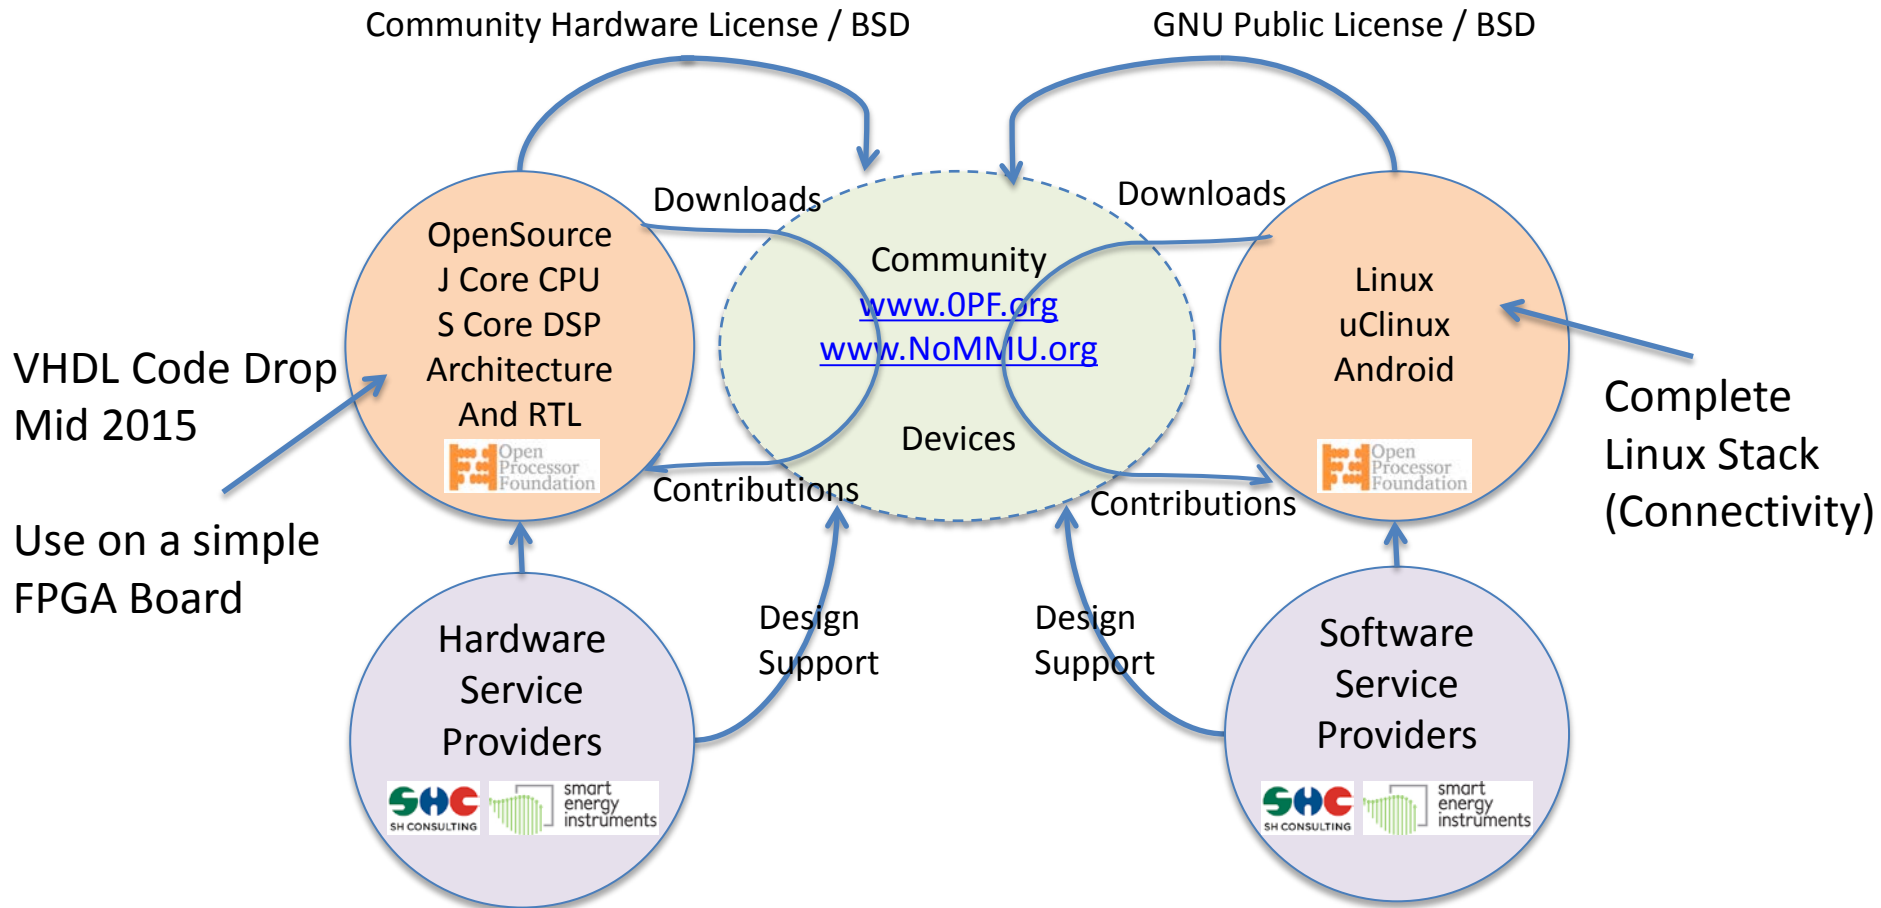 Community Hardware License / BSD
GNU Public License / BSD
Downloads
Downloads
OpenSource
J Core CPU
S Core DSP
Architecture
And RTL
Open
Processor
Foundation
Community
www.0PF.org
www.NoMMU.org
Devices
Linux
uClinux
Android
Open
Processor
Foundation
VHDL Code Drop
Mid 2015
Use on a simple
FPGA Board
Complete
Linux Stack
(Connectivity)
Contributions
Contributions
Hardware
Service
Providers
SHC
SH CONSULTING
smart
energy
instruments
Design
Support
Design
Support
Software
Service
Providers
SHC
SH CONSULTING
smart
energy
instruments